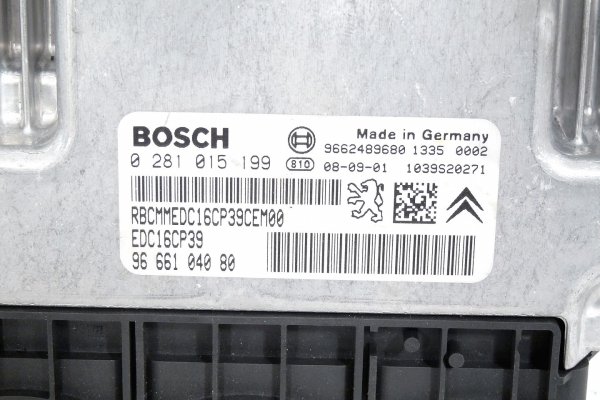 BOSCH
Made in Germany
9662489680 1335 0002
0 281 015 199 810 08-09-01 1039S20271
RBCMMEDC16CP39CEM00
EDC16CP39
96 661 040 80